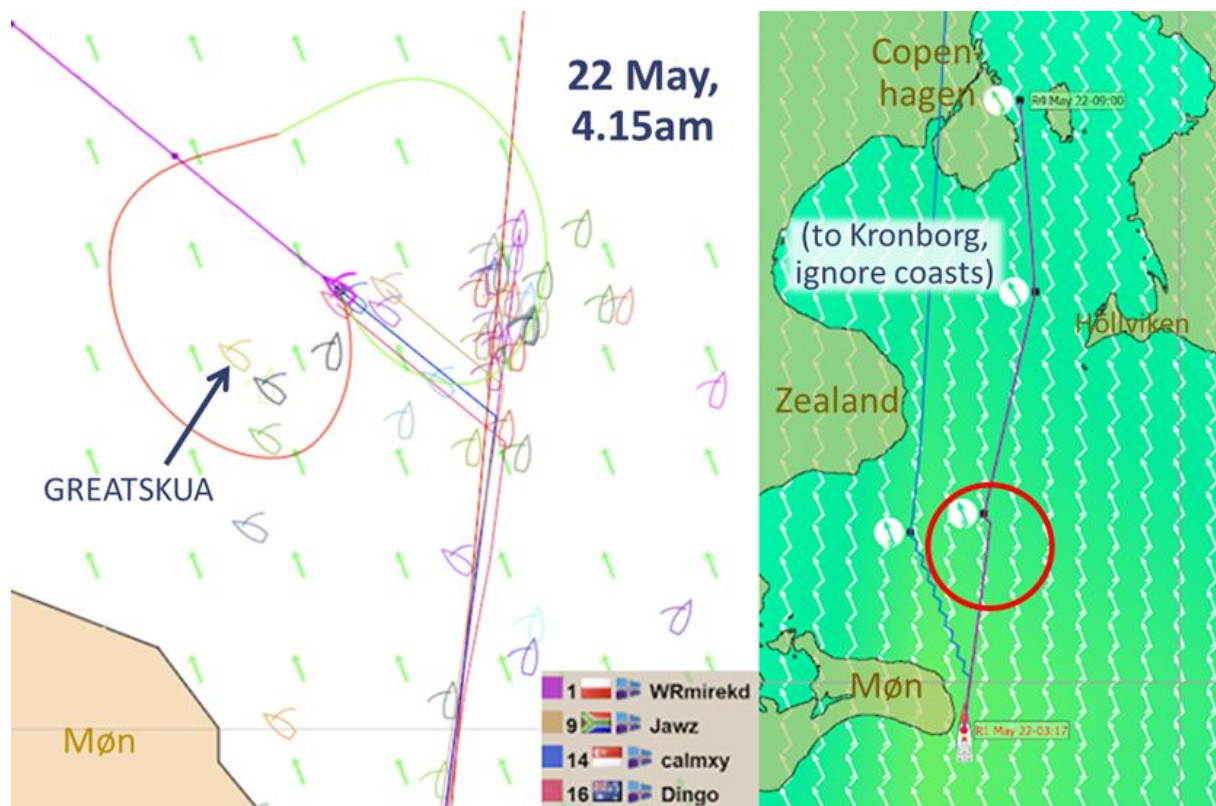 22 May,
4.15am
GREATSKUA
Møn
1 WRmirekd
9 Jawz
14 calmxy
16 Dingo
Copen-
hagen
R4 May 22-09:00
(to Kronborg,
ignore coasts)
Höllviken
Zealand
Møn
R1 May 22-03:17